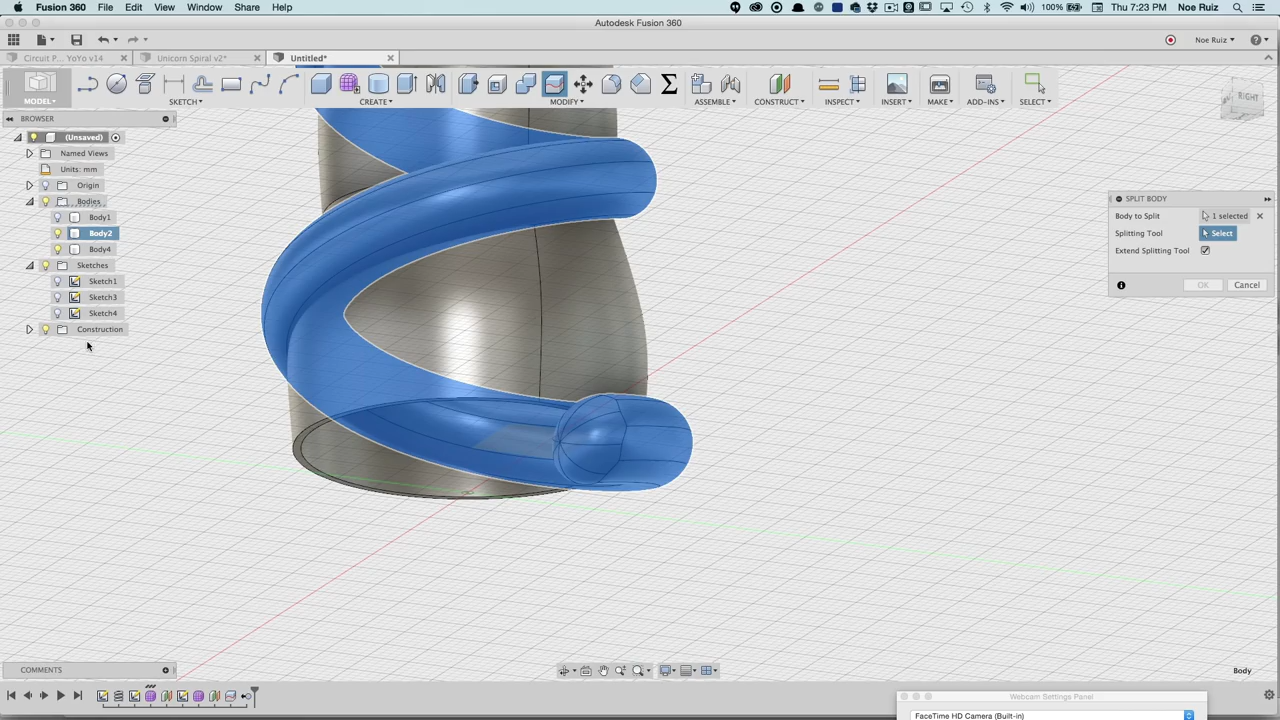 Fusion 360 File Edit View Window Share Help 100% Thu 7:23 PM Noe Ruiz
Autodesk Fusion 360
Noe Ruiz
Circuit P... YoYo v14 Unicorn Spiral v2* Untitled*
MODEL SKETCH CREATE MODIFY ASSEMBLE CONSTRUCT INSPECT INSERT MAKE ADD-INS SELECT
RIGHT
BROWSER
(Unsaved)
Named Views
Units: mm
Origin
Bodies
Body1
Body2
Body4
Sketches
Sketch1
Sketch3
Sketch4
Construction
SPLIT BODY
Body to Split 1 selected
Splitting Tool Select
Extend Splitting Tool
OK Cancel
COMMENTS
Body
Webcam Settings Panel
FaceTime HD Camera (Built-in)